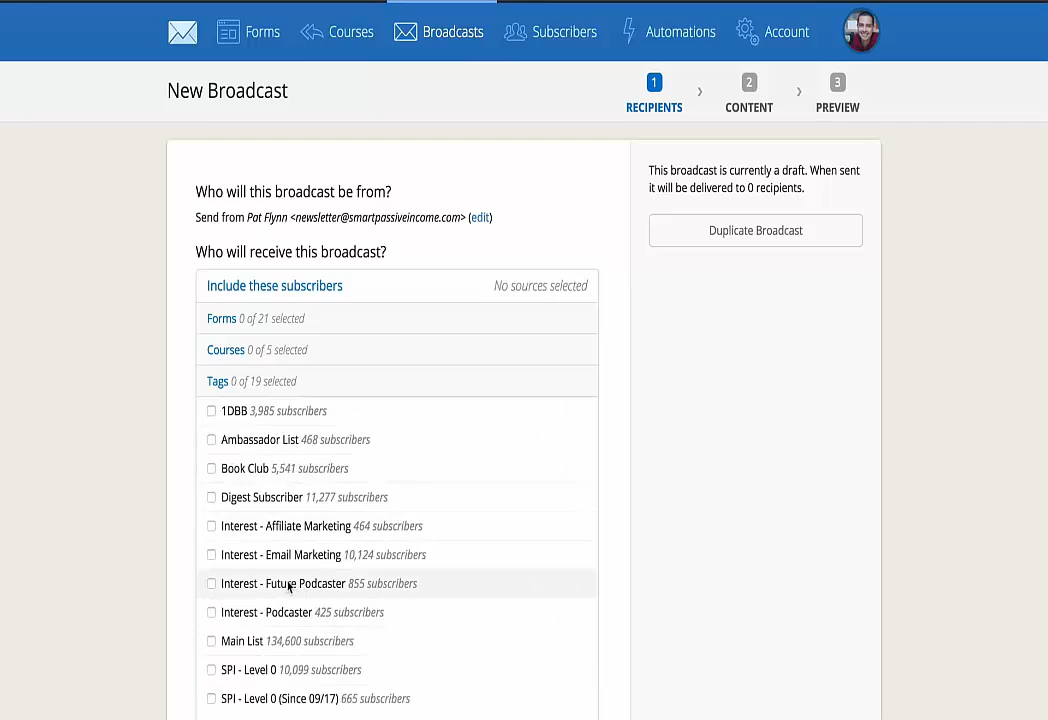 Forms
Courses
Broadcasts
Subscribers
Automations
Account
New Broadcast
1
RECIPIENTS
›
2
CONTENT
›
3
PREVIEW
Who will this broadcast be from?
Send from Pat Flynn <newsletter@smartpassiveincome.com> (edit)
Who will receive this broadcast?
Include these subscribers No sources selected
Forms 0 of 21 selected
Courses 0 of 5 selected
Tags 0 of 19 selected
1DBB 3,985 subscribers
Ambassador List 468 subscribers
Book Club 5,541 subscribers
Digest Subscriber 11,277 subscribers
Interest - Affiliate Marketing 464 subscribers
Interest - Email Marketing 10,124 subscribers
Interest - Future Podcaster 855 subscribers
Interest - Podcaster 425 subscribers
Main List 134,600 subscribers
SPI - Level 0 10,099 subscribers
SPI - Level 0 (Since 09/17) 665 subscribers
This broadcast is currently a draft. When sent
it will be delivered to 0 recipients.
Duplicate Broadcast